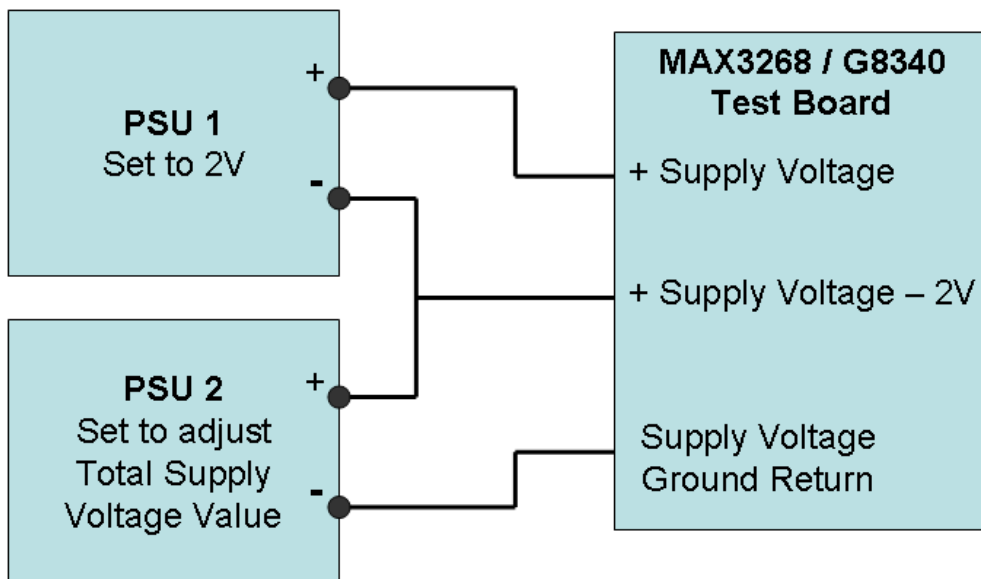 PSU 1
Set to 2V
+
-
PSU 2
Set to adjust
Total Supply
Voltage Value
+
-
MAX3268 / G8340
Test Board
+ Supply Voltage
+ Supply Voltage – 2V
Supply Voltage
Ground Return